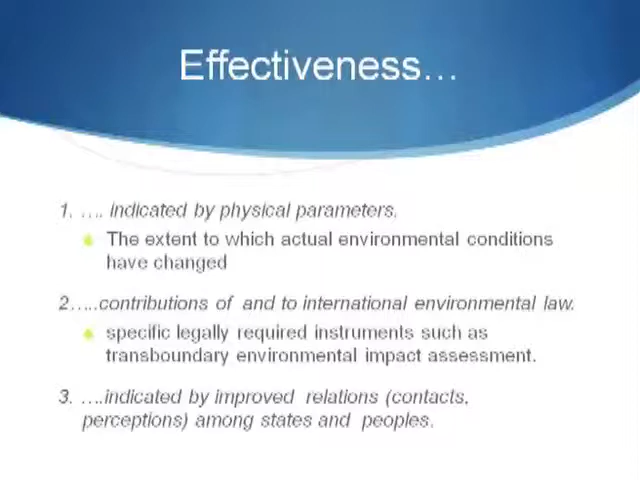 Effectiveness…
1. …. indicated by physical parameters.
The extent to which actual environmental conditions
have changed
2…..contributions of and to international environmental law.
specific legally required instruments such as
transboundary environmental impact assessment.
3. ….indicated by improved relations (contacts,
perceptions) among states and peoples.